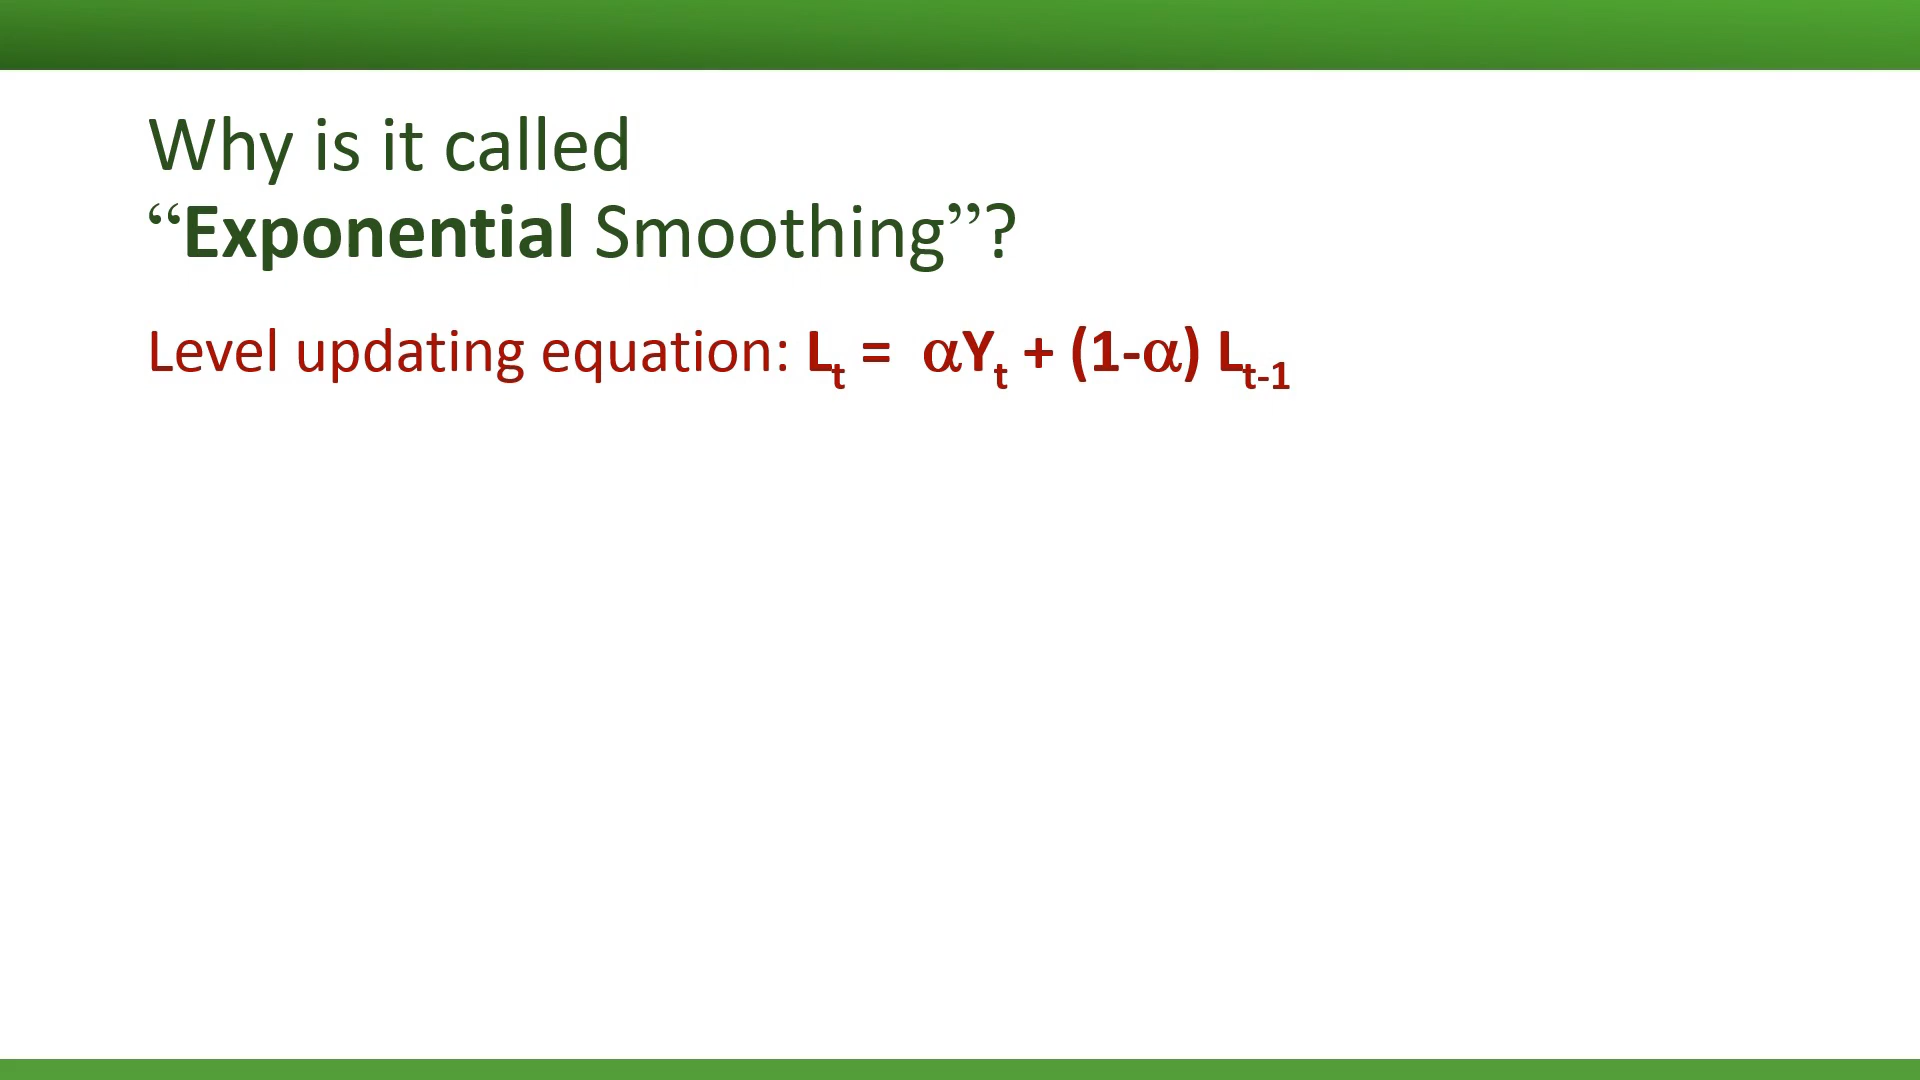 Why is it called
“Exponential Smoothing”?
Level updating equation: Lt = αYt + (1-α) Lt-1